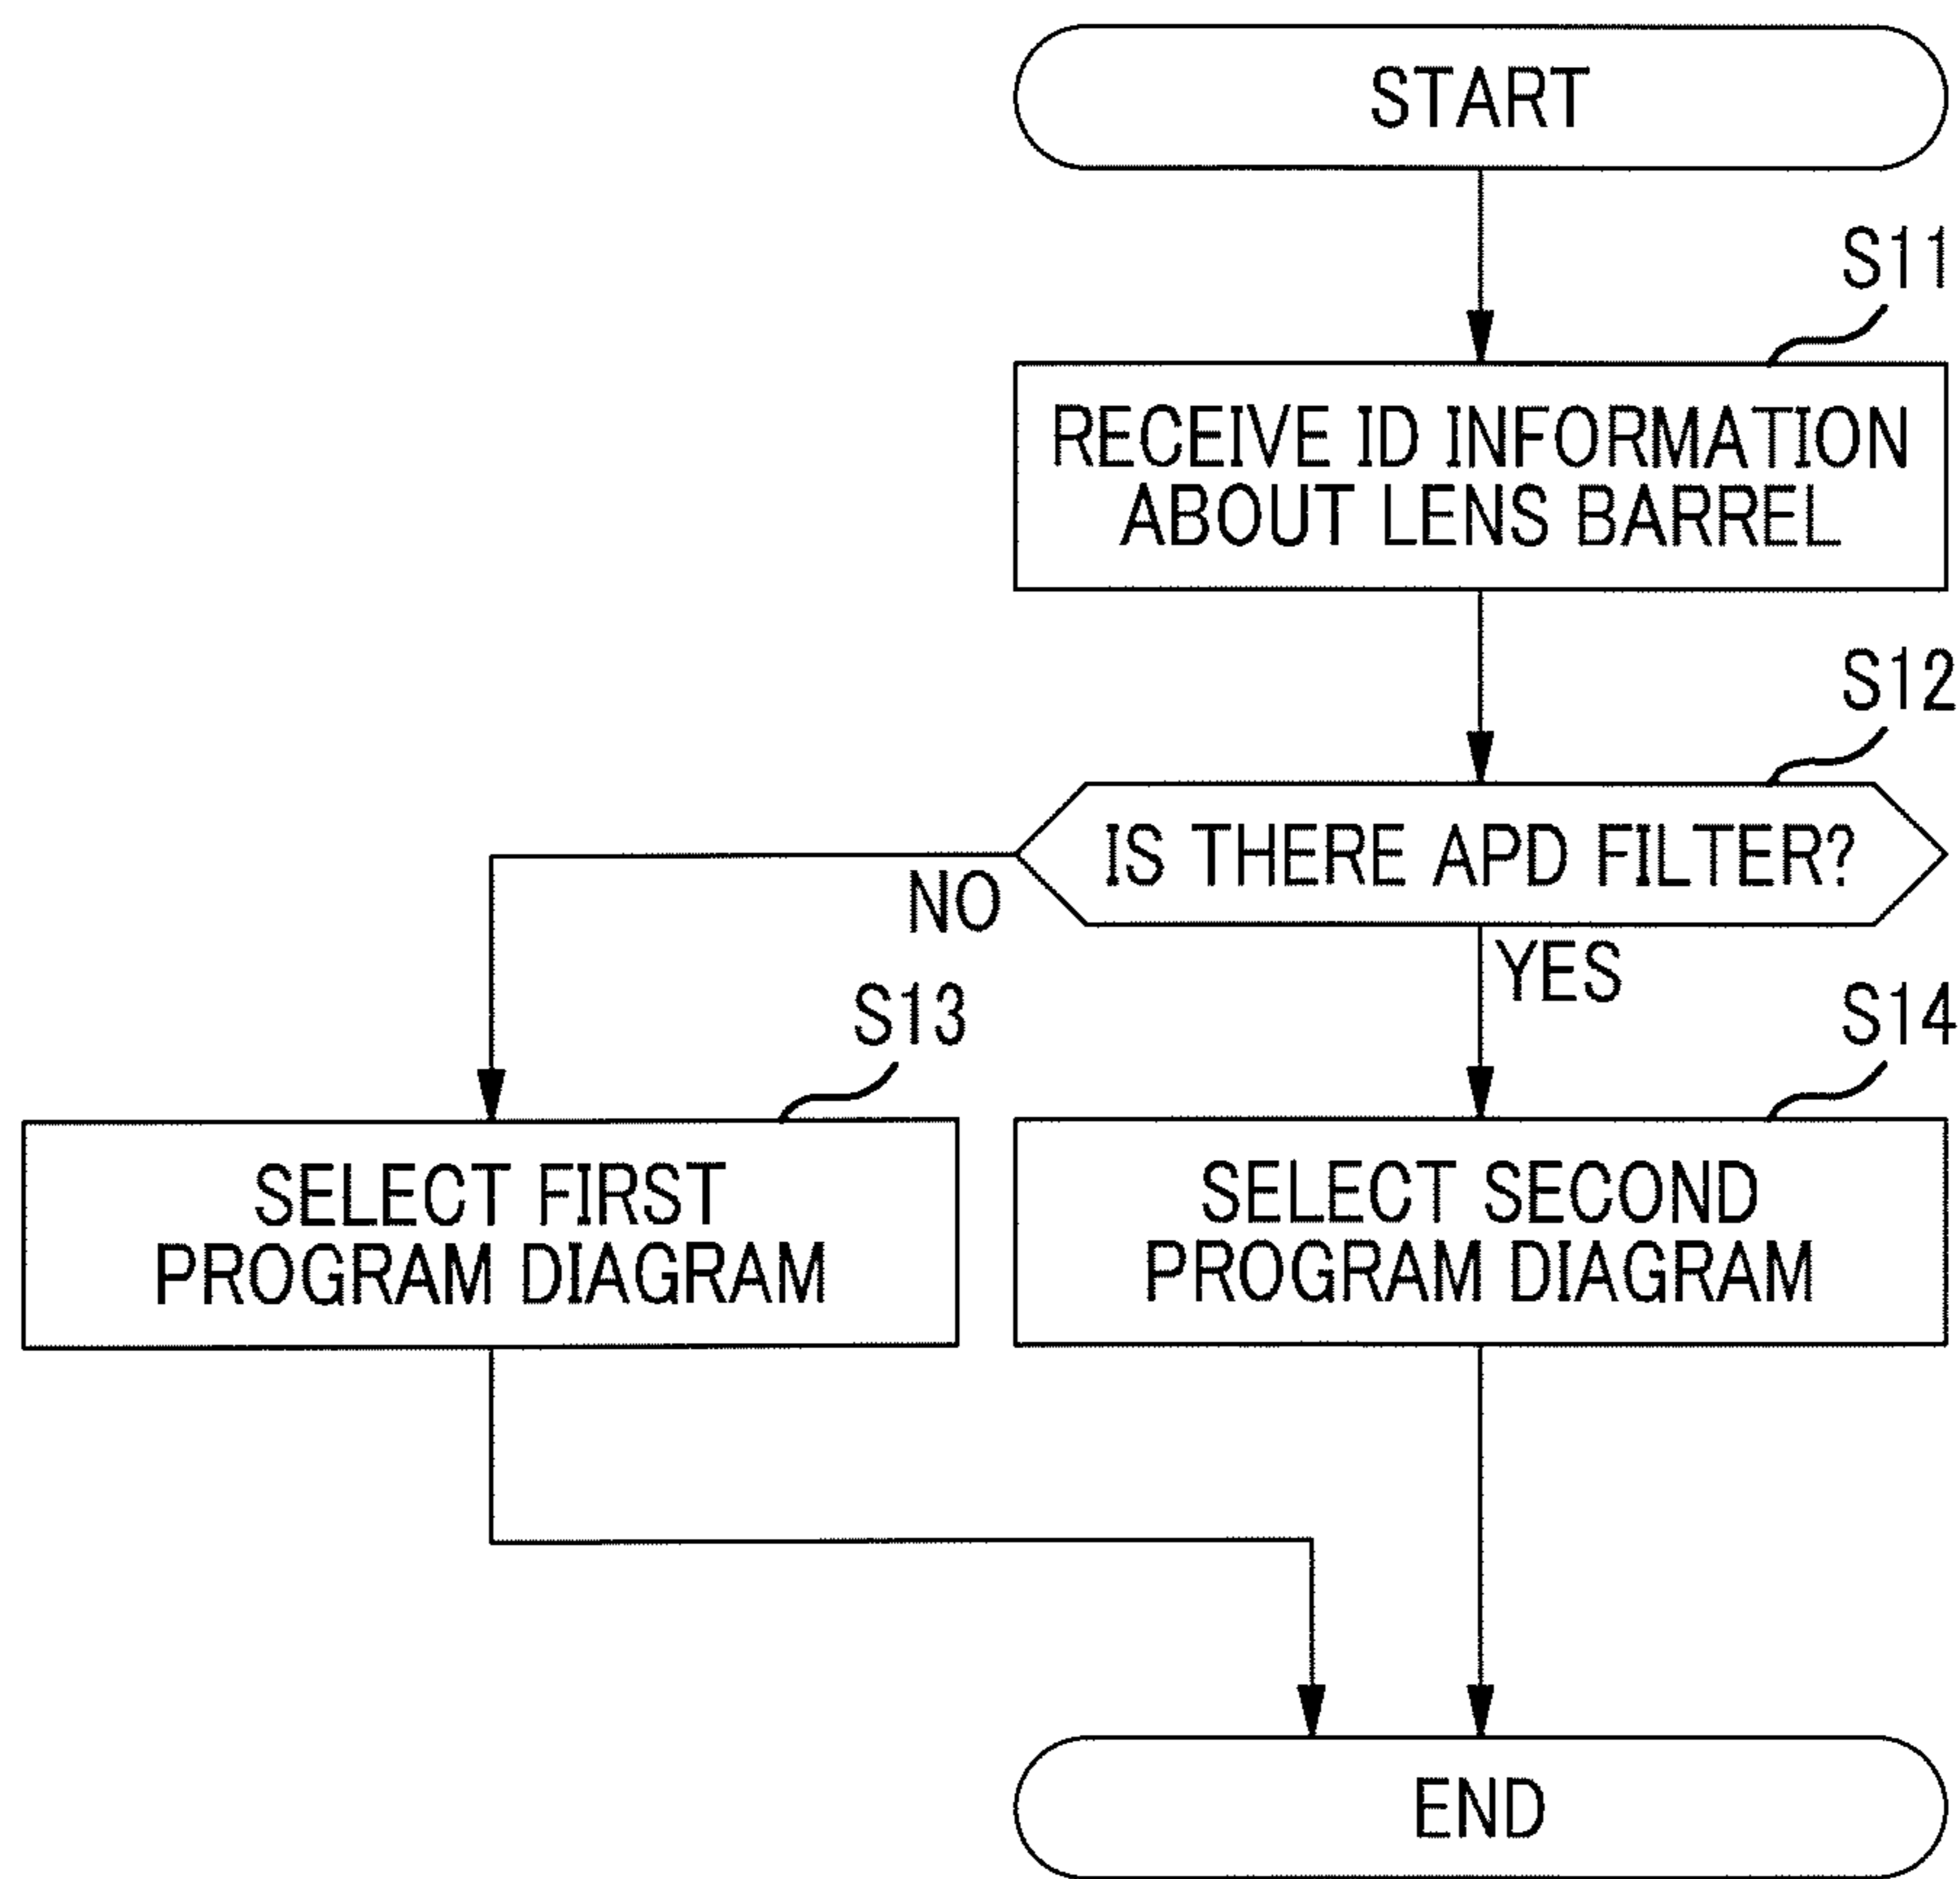 START
S11
RECEIVE ID INFORMATION
ABOUT LENS BARREL
S12
IS THERE APD FILTER?
NO
YES
S13
S14
SELECT FIRST
PROGRAM DIAGRAM
SELECT SECOND
PROGRAM DIAGRAM
END